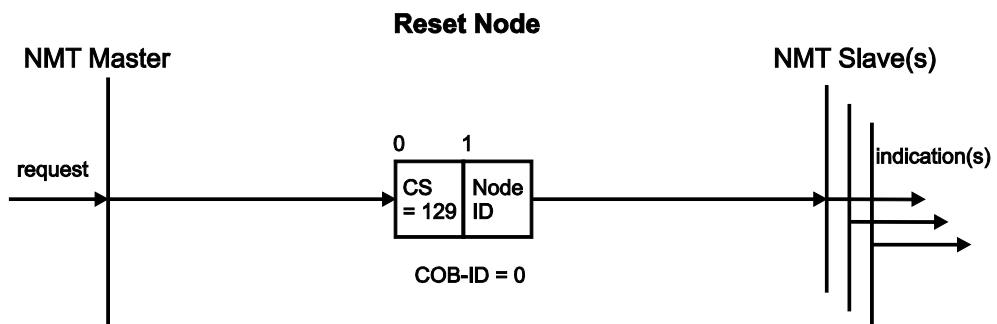 Reset Node
NMT Master
NMT Slave(s)
0 1
request
indication(s)
CS Node
= 129 ID
COB-ID = 0